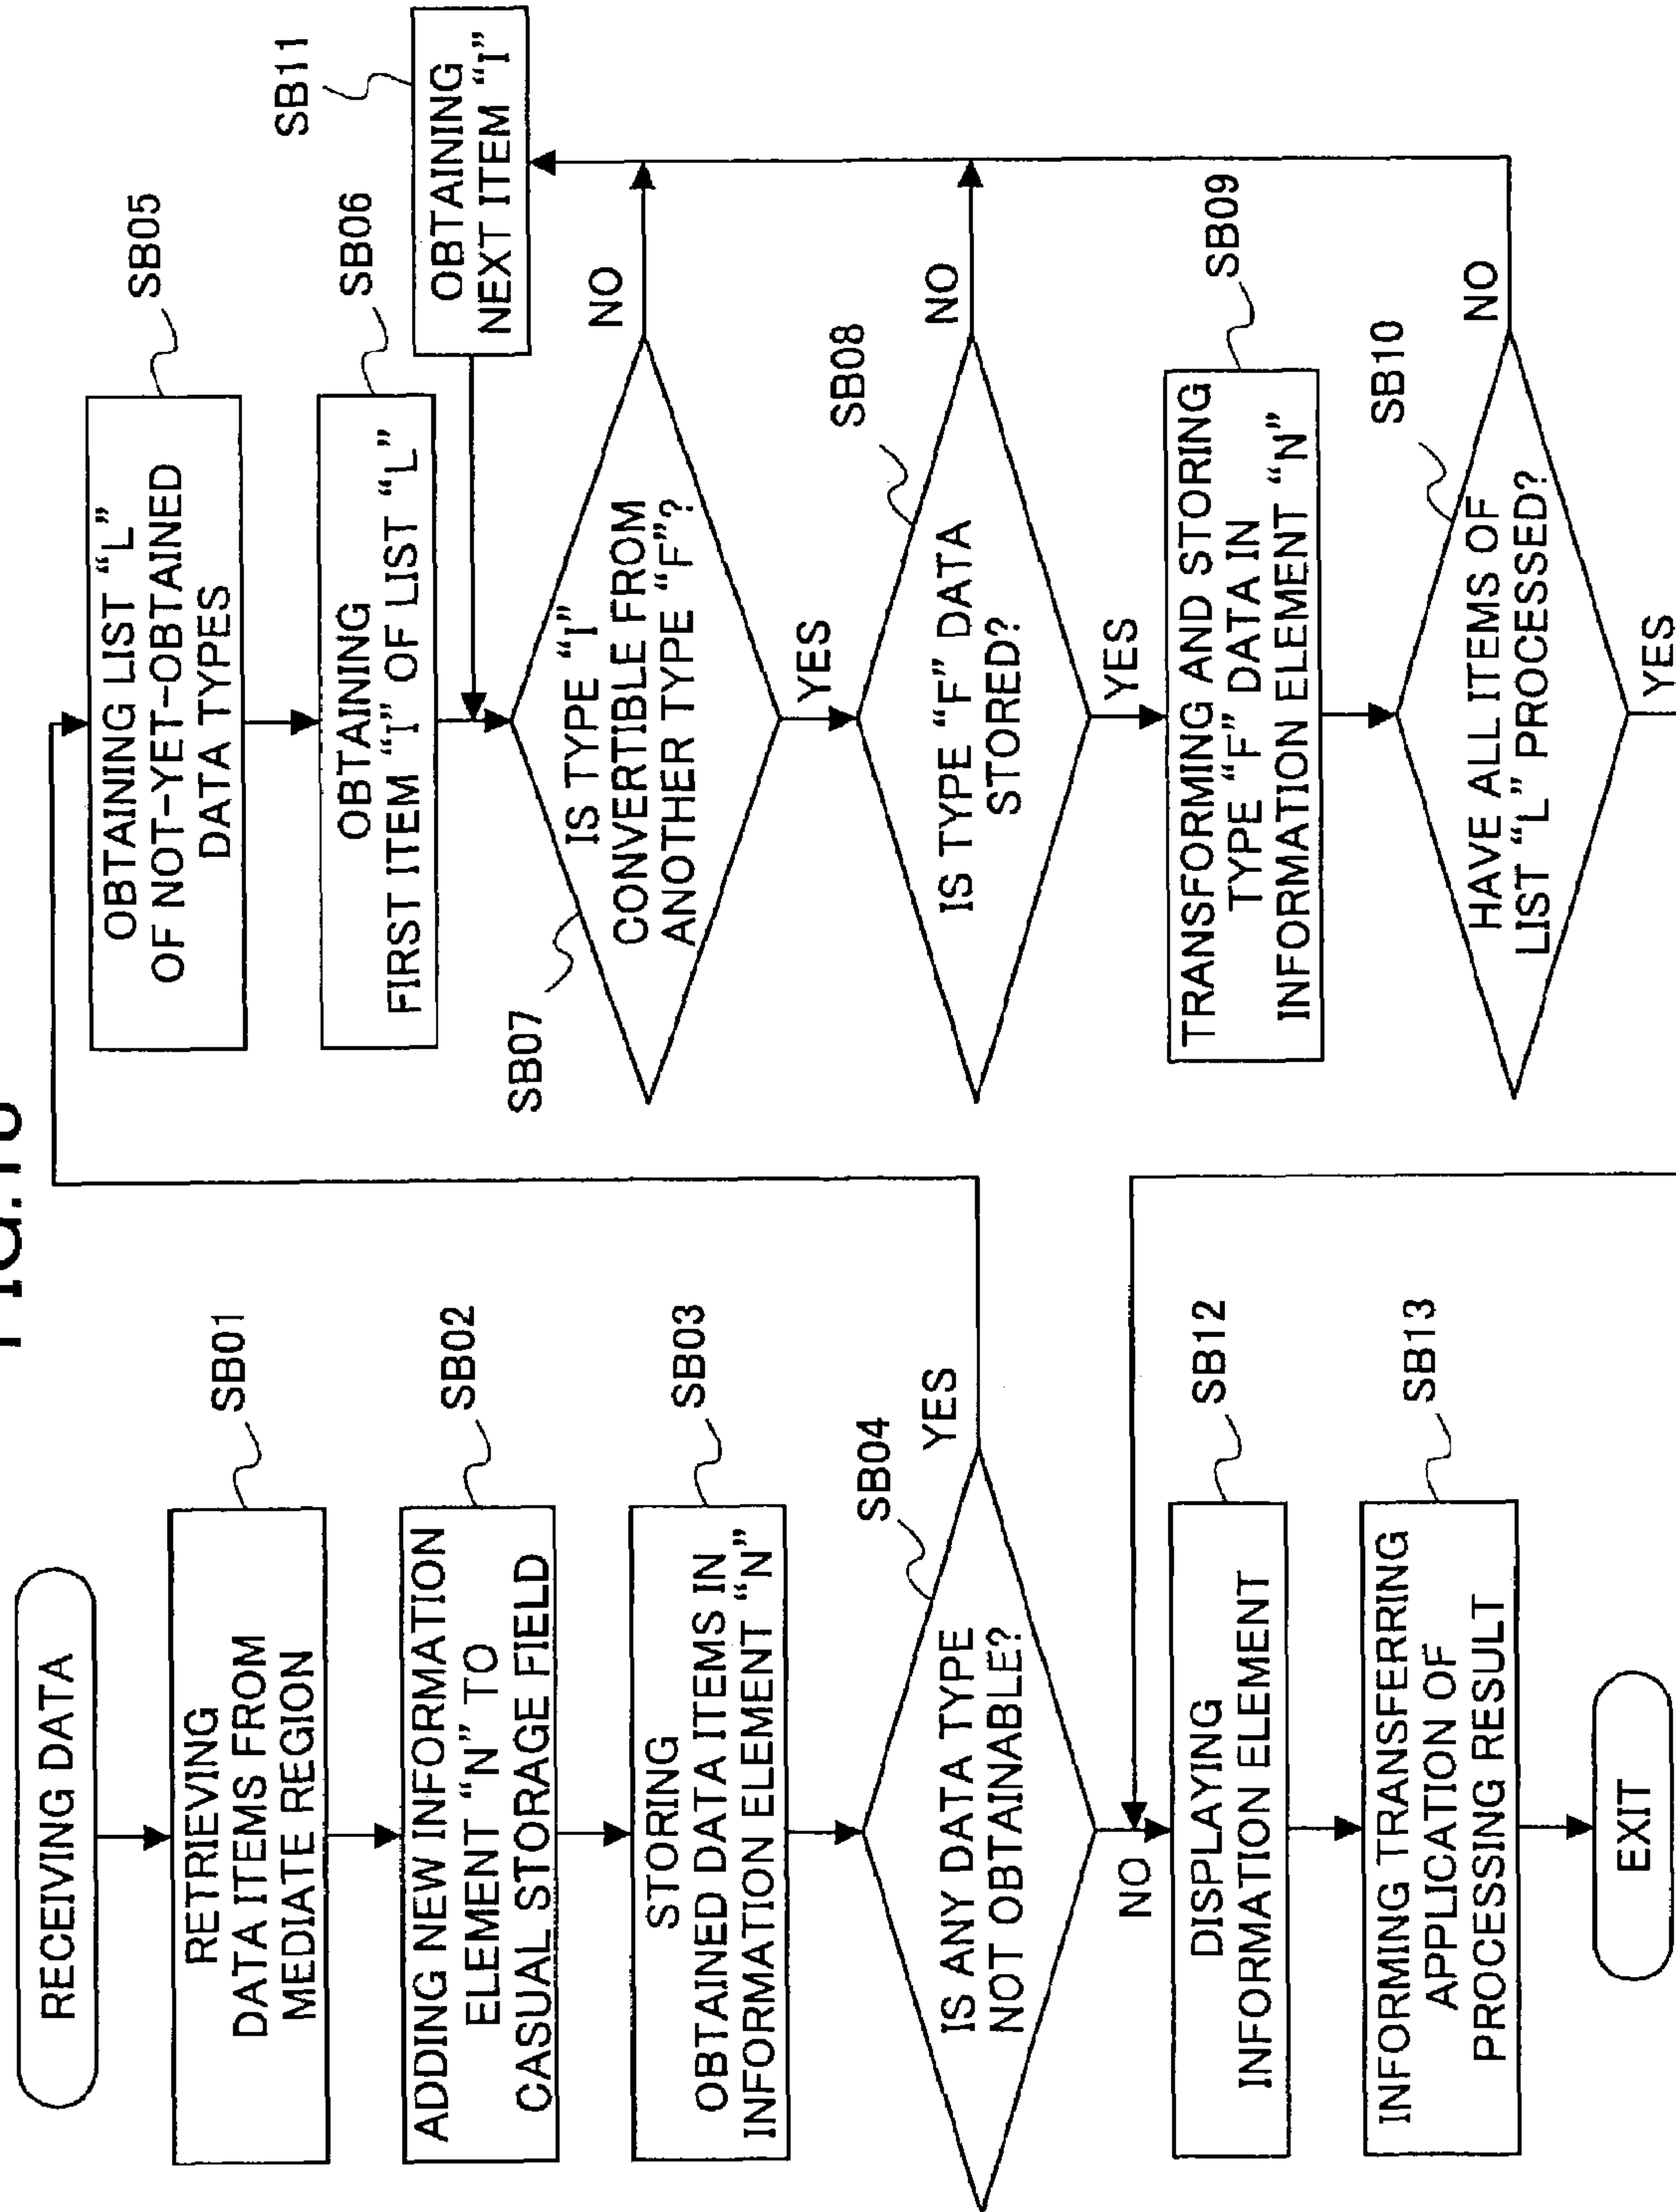 RECEIVING DATA
RETRIEVING
DATA ITEMS FROM
MEDIATE REGION
SB01
ADDING NEW INFORMATION
ELEMENT “N” TO
CASUAL STORAGE FIELD
SB02
STORING
OBTAINED DATA ITEMS IN
INFORMATION ELEMENT “N”
SB03
IS ANY DATA TYPE
NOT OBTAINABLE?
SB04
YES
NO
DISPLAYING
INFORMATION ELEMENT
SB12
INFORMING TRANSFERRING
APPLICATION OF
PROCESSING RESULT
SB13
EXIT
OBTAINING LIST “L”
OF NOT-YET-OBTAINED
DATA TYPES
SB05
OBTAINING
FIRST ITEM “I” OF LIST “L”
SB06
OBTAINING
NEXT ITEM “I”
SB11
IS TYPE “I”
CONVERTIBLE FROM
ANOTHER TYPE “F”?
SB07
NO
YES
IS TYPE “F” DATA
STORED?
SB08
NO
YES
TRANSFORMING AND STORING
TYPE “F” DATA IN
INFORMATION ELEMENT “N”
SB09
HAVE ALL ITEMS OF
LIST “L” PROCESSED?
SB10
NO
YES